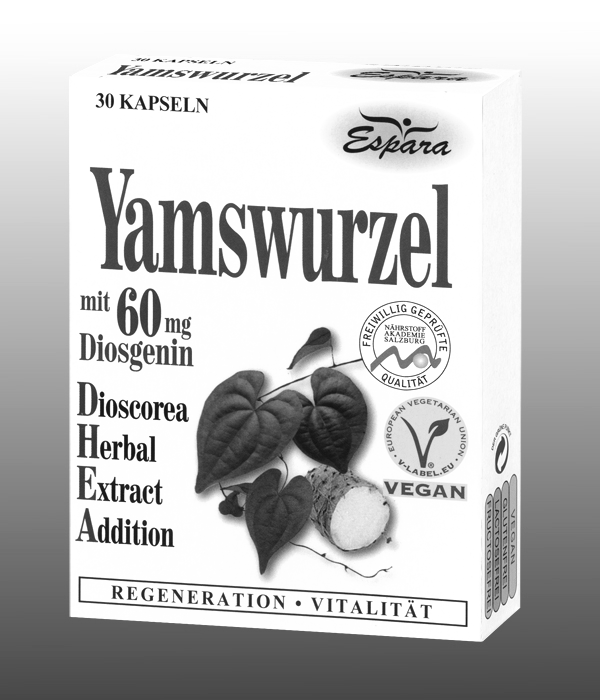 30 KAPSELN
Yamswurzel
Espara
30 KAPSELN
Espara
Yamswurzel
mit 60 mg
Diosgenin
FREIWILLIG GEPRÜFTE
NÄHRSTOFF
AKADEMIE
SALZBURG
QUALITÄT
Dioscorea
Herbal
Extract
Addition
EUROPEAN VEGETARIAN UNION
V-LABEL.EU
VEGAN
VEGAN
GLUTENFREI
LACTOSEFREI
FRUCTOSEFREI
REGENERATION • VITALITÄT